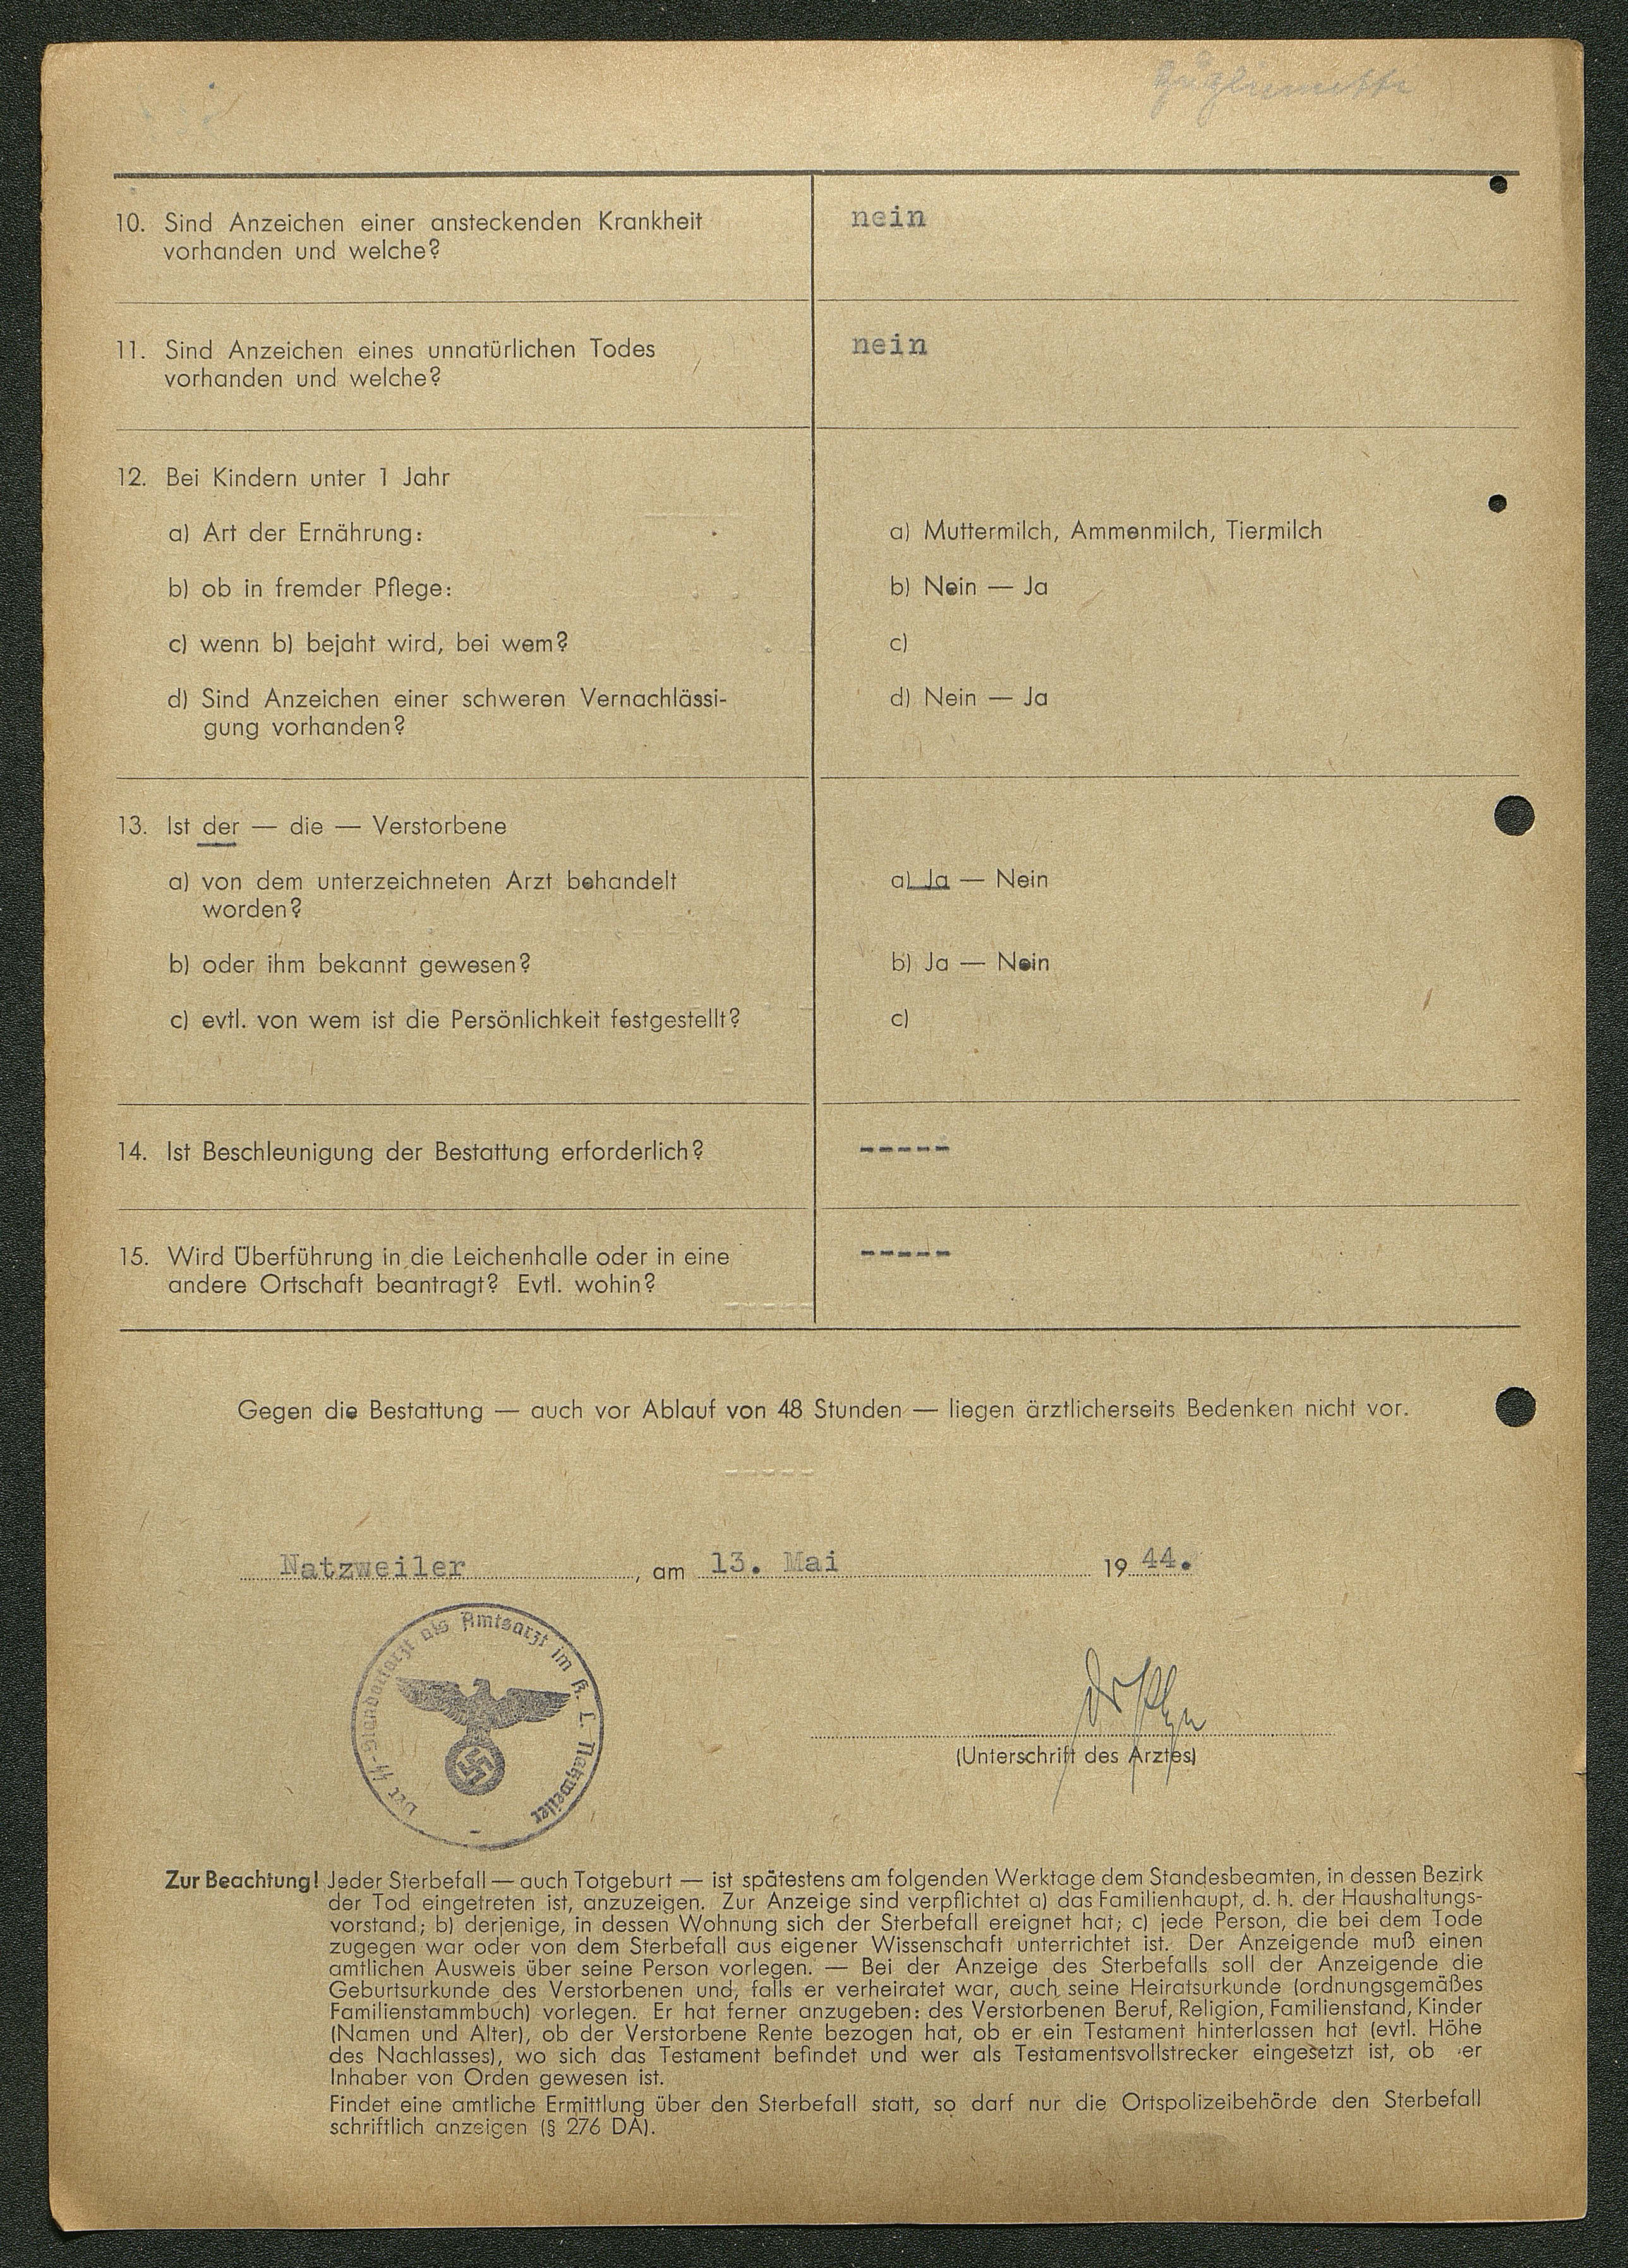 10. Sind Anzeichen einer ansteckenden Krankheit
vorhanden und welche?
nein
11. Sind Anzeichen eines unnatürlichen Todes
vorhanden und welche?
nein
12. Bei Kindern unter 1 Jahr
a) Art der Ernährung:
a) Muttermilch, Ammenmilch, Tiermilch
b) ob in fremder Pflege:
b) Nein — Ja
c) wenn b) bejaht wird, bei wem?
c)
d) Sind Anzeichen einer schweren Vernachlässi-
gung vorhanden?
d) Nein — Ja
13. Ist der — die — Verstorbene
a) von dem unterzeichneten Arzt behandelt
worden?
a) Ja — Nein
b) oder ihm bekannt gewesen?
b) Ja — Nein
c) evtl. von wem ist die Persönlichkeit festgestellt?
c)
14. Ist Beschleunigung der Bestattung erforderlich?
-----
15. Wird Überführung in die Leichenhalle oder in eine
andere Ortschaft beantragt? Evtl. wohin?
-----
Gegen die Bestattung — auch vor Ablauf von 48 Stunden — liegen ärztlicherseits Bedenken nicht vor.
Natzweiler, am 13. Mai 1944.
Der SS-Standortarzt als Amtsarzt im K. L. Natzweiler
Dr
(Unterschrift des Arztes)
Zur Beachtung! Jeder Sterbefall — auch Totgeburt — ist spätestens am folgenden Werktage dem Standesbeamten, in dessen Bezirk
der Tod eingetreten ist, anzuzeigen. Zur Anzeige sind verpflichtet a) das Familienhaupt, d. h. der Haushaltungs-
vorstand; b) derjenige, in dessen Wohnung sich der Sterbefall ereignet hat; c) jede Person, die bei dem Tode
zugegen war oder von dem Sterbefall aus eigener Wissenschaft unterrichtet ist. Der Anzeigende muß einen
amtlichen Ausweis über seine Person vorlegen. — Bei der Anzeige des Sterbefalls soll der Anzeigende die
Geburtsurkunde des Verstorbenen und, falls er verheiratet war, auch seine Heiratsurkunde (ordnungsgemäßes
Familienstammbuch) vorlegen. Er hat ferner anzugeben: des Verstorbenen Beruf, Religion, Familienstand, Kinder
(Namen und Alter), ob der Verstorbene Rente bezogen hat, ob er ein Testament hinterlassen hat (evtl. Höhe
des Nachlasses), wo sich das Testament befindet und wer als Testamentsvollstrecker eingesetzt ist, ob er
Inhaber von Orden gewesen ist.
Findet eine amtliche Ermittlung über den Sterbefall statt, so darf nur die Ortspolizeibehörde den Sterbefall
schriftlich anzeigen (§ 276 DA).